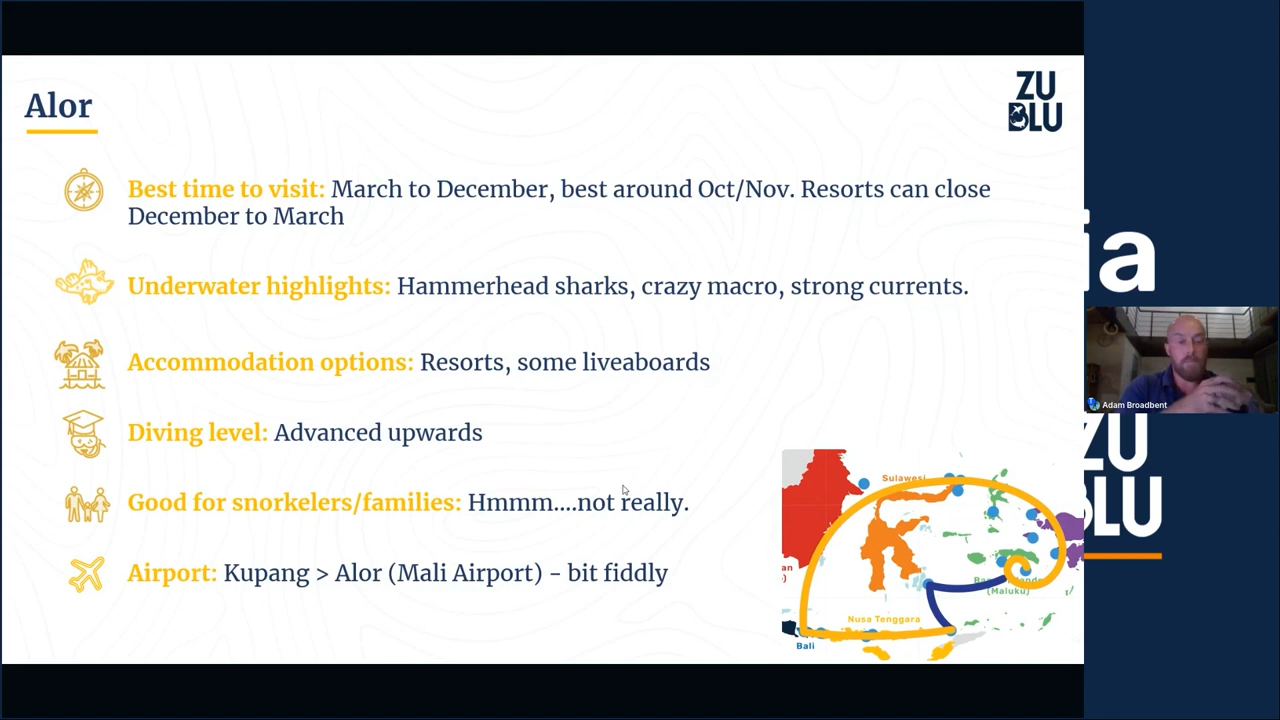 Alor
ZU
BLU
Best time to visit: March to December, best around Oct/Nov. Resorts can close
December to March
Underwater highlights: Hammerhead sharks, crazy macro, strong currents.
Accommodation options: Resorts, some liveaboards
Diving level: Advanced upwards
Good for snorkelers/families: Hmmm....not really.
Airport: Kupang > Alor (Mali Airport) – bit fiddly
Sulawesi
(Maluku)
Nusa Tenggara
Bali
ia
Adam Broadbent
ZU
BLU